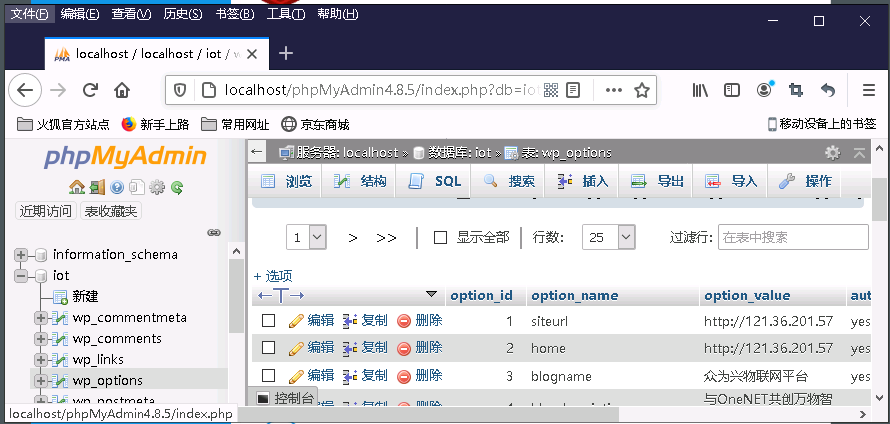 文件(F) 编辑(E) 查看(V) 历史(S) 书签(B) 工具(T) 帮助(H)
localhost / localhost / iot / w
localhost/phpMyAdmin4.8.5/index.php?db=iot
火狐官方站点 新手上路 常用网址 京东商城 移动设备上的书签
phpMyAdmin
近期访问 表收藏夹
information_schema
iot
新建
wp_commentmeta
wp_comments
wp_links
wp_options
wp_postmeta
localhost/phpMyAdmin4.8.5/index.php
服务器: localhost » 数据库: iot » 表: wp_options
浏览 结构 SQL 搜索 插入 导出 导入 操作
1 > >> 显示全部 行数: 25 过滤行: 在表中搜索
+ 选项
←T→ option_id option_name option_value aut
编辑 复制 删除 1 siteurl http://121.36.201.57 yes
编辑 复制 删除 2 home http://121.36.201.57 yes
编辑 复制 删除 3 blogname 众为兴物联网平台 yes
与OneNET共创万物智
控制台